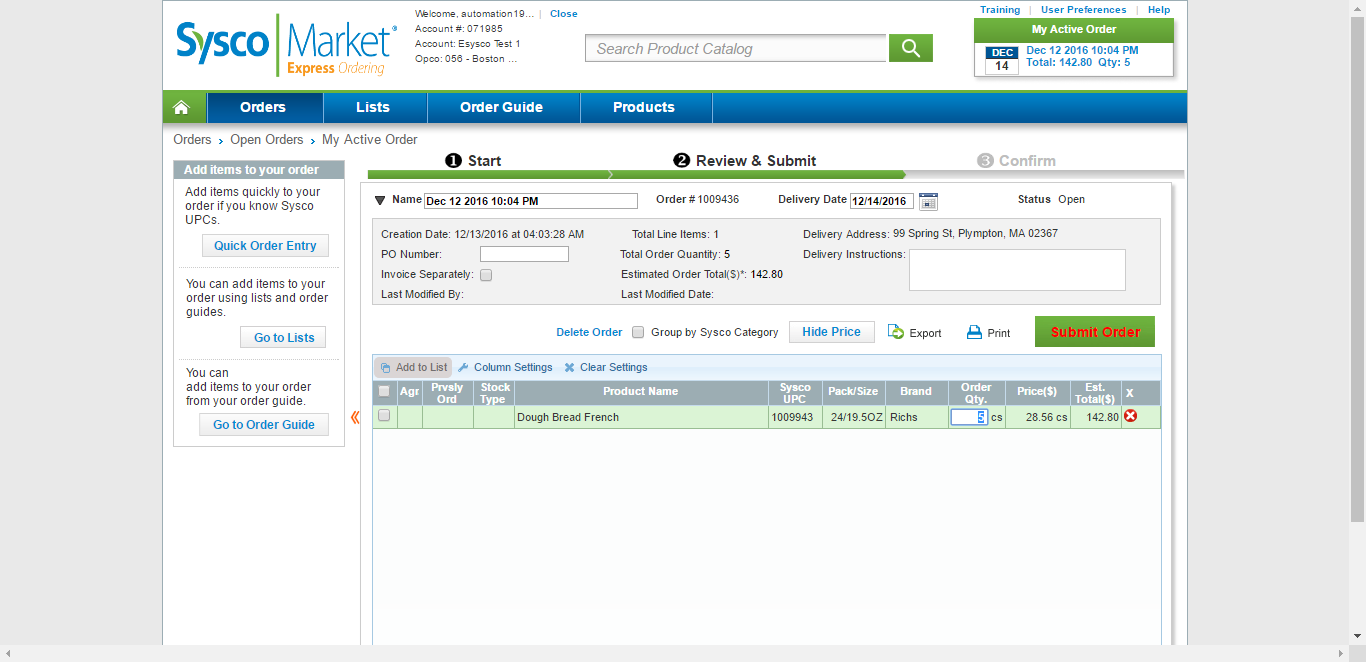 Sysco Market®
Express Ordering
Welcome, automation19... | Close
Account #: 071985
Account: Esysco Test 1
Opco: 056 - Boston ...
Search Product Catalog
Training | User Preferences | Help
My Active Order
DEC
14
Dec 12 2016 10:04 PM
Total: 142.80 Qty: 5
Orders Lists Order Guide Products
Orders › Open Orders › My Active Order
Add items to your order
Add items quickly to your
order if you know Sysco
UPCs.
Quick Order Entry
You can add items to your
order using lists and order
guides.
Go to Lists
You can
add items to your order
from your order guide.
Go to Order Guide
«
1 Start 2 Review & Submit 3 Confirm
Name Dec 12 2016 10:04 PM Order # 1009436 Delivery Date 12/14/2016 Status Open
Creation Date: 12/13/2016 at 04:03:28 AM Total Line Items: 1 Delivery Address: 99 Spring St, Plympton, MA 02367
PO Number: Total Order Quantity: 5 Delivery Instructions:
Invoice Separately: Estimated Order Total($)*: 142.80
Last Modified By: Last Modified Date:
Delete Order Group by Sysco Category Hide Price Export Print Submit Order
Add to List Column Settings Clear Settings
Agr Prvsly Ord Stock Type Product Name Sysco UPC Pack/Size Brand Order Qty. Price($) Est. Total($) X
Dough Bread French 1009943 24/19.5OZ Richs 5 cs 28.56 cs 142.80